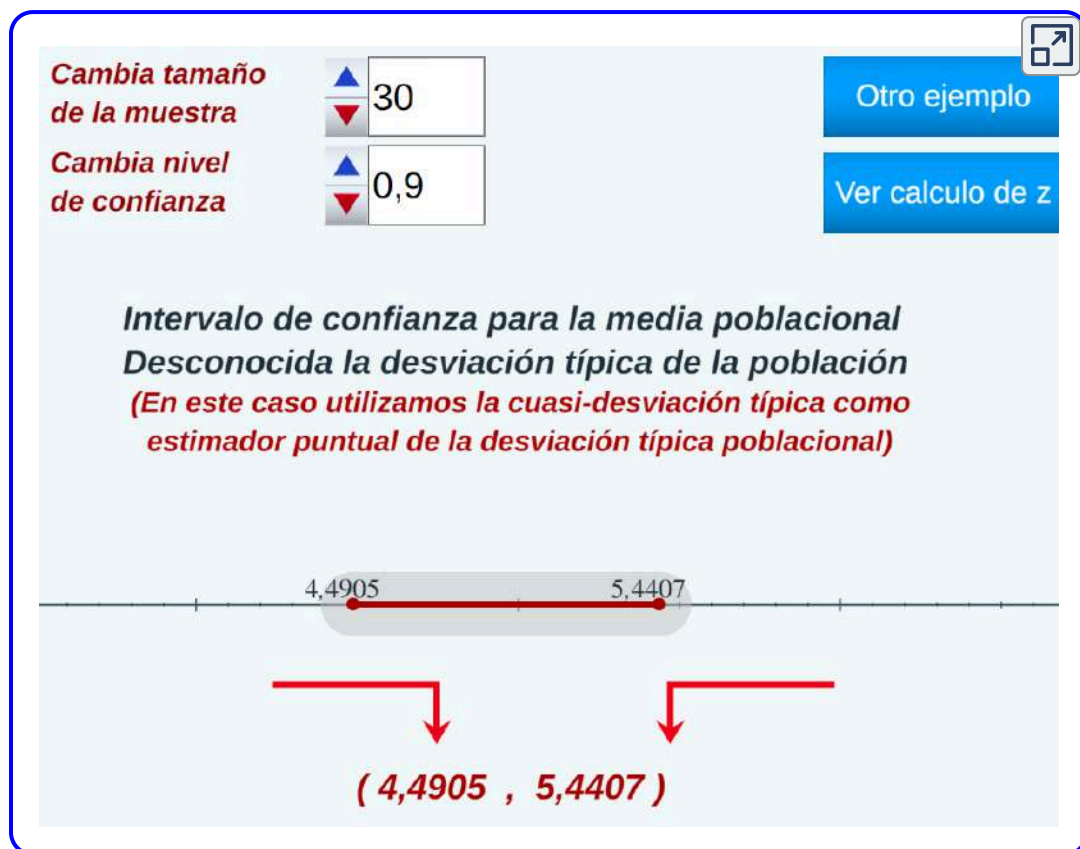 Cambia tamaño
de la muestra
30
Otro ejemplo
Cambia nivel
de confianza
0,9
Ver calculo de z
Intervalo de confianza para la media poblacional
Desconocida la desviación típica de la población
(En este caso utilizamos la cuasi-desviación típica como
estimador puntual de la desviación típica poblacional)
4,4905 5,4407
( 4,4905 , 5,4407 )